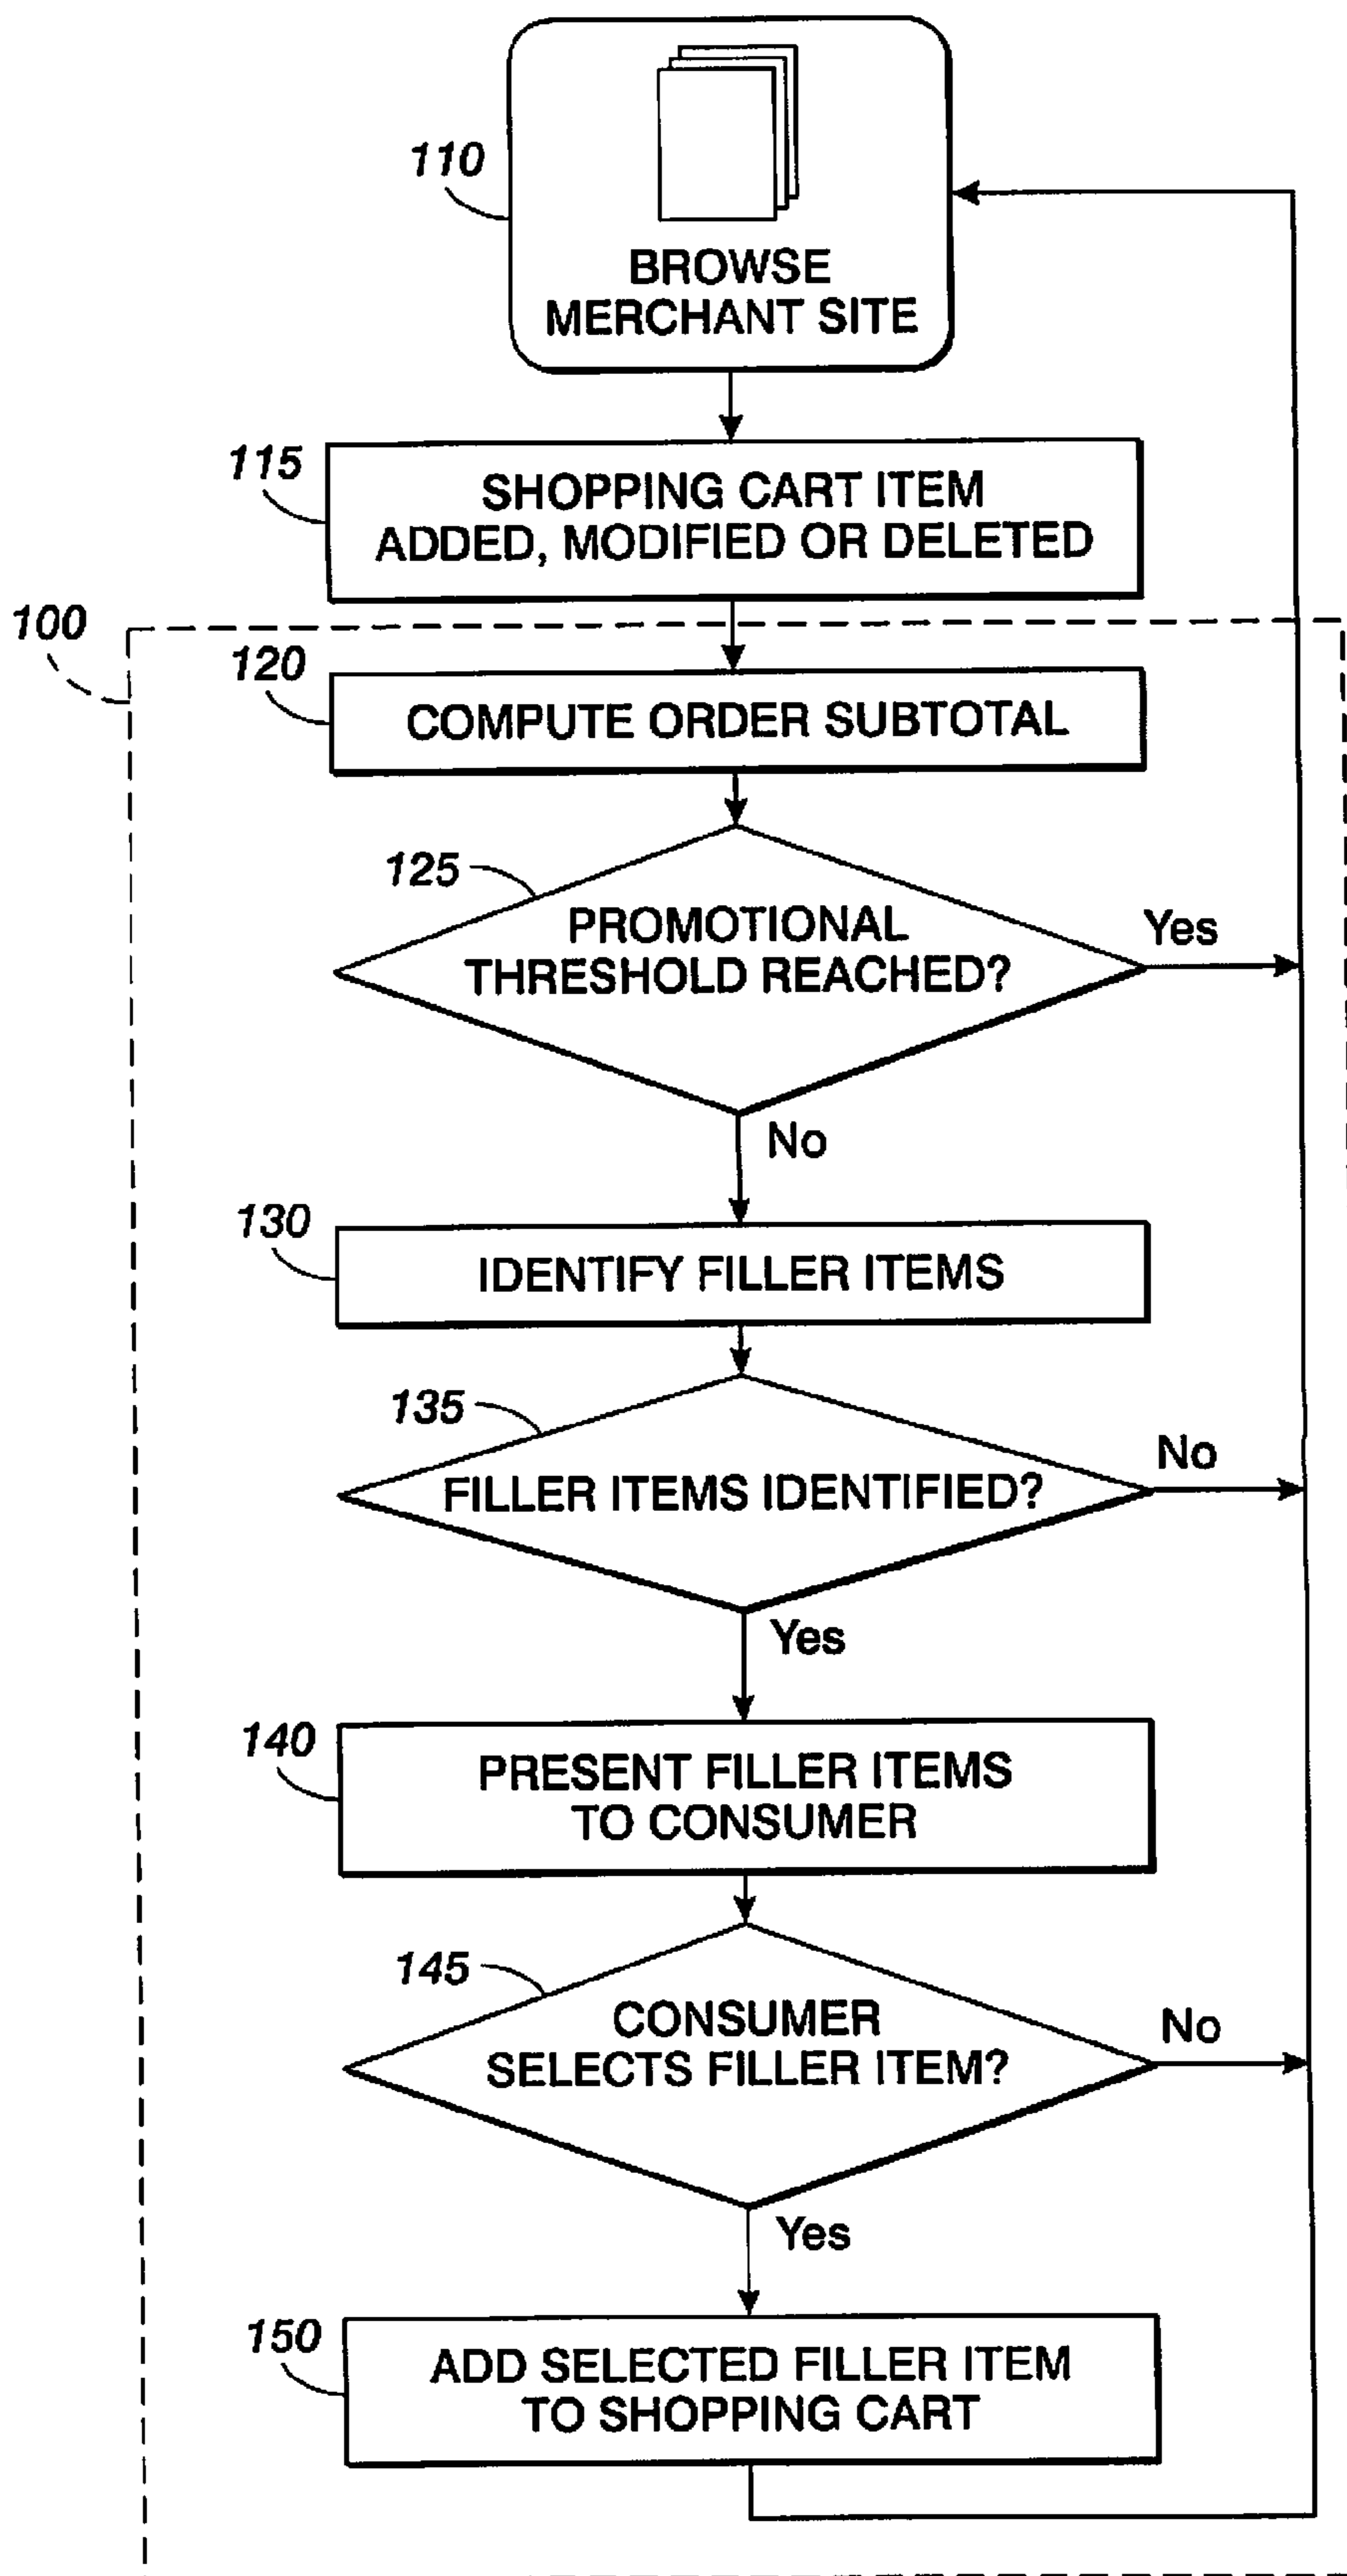 110
BROWSE
MERCHANT SITE
115
SHOPPING CART ITEM
ADDED, MODIFIED OR DELETED
100
120
COMPUTE ORDER SUBTOTAL
125
PROMOTIONAL
THRESHOLD REACHED?
Yes
No
130
IDENTIFY FILLER ITEMS
135
FILLER ITEMS IDENTIFIED?
No
Yes
140
PRESENT FILLER ITEMS
TO CONSUMER
145
CONSUMER
SELECTS FILLER ITEM?
No
Yes
150
ADD SELECTED FILLER ITEM
TO SHOPPING CART